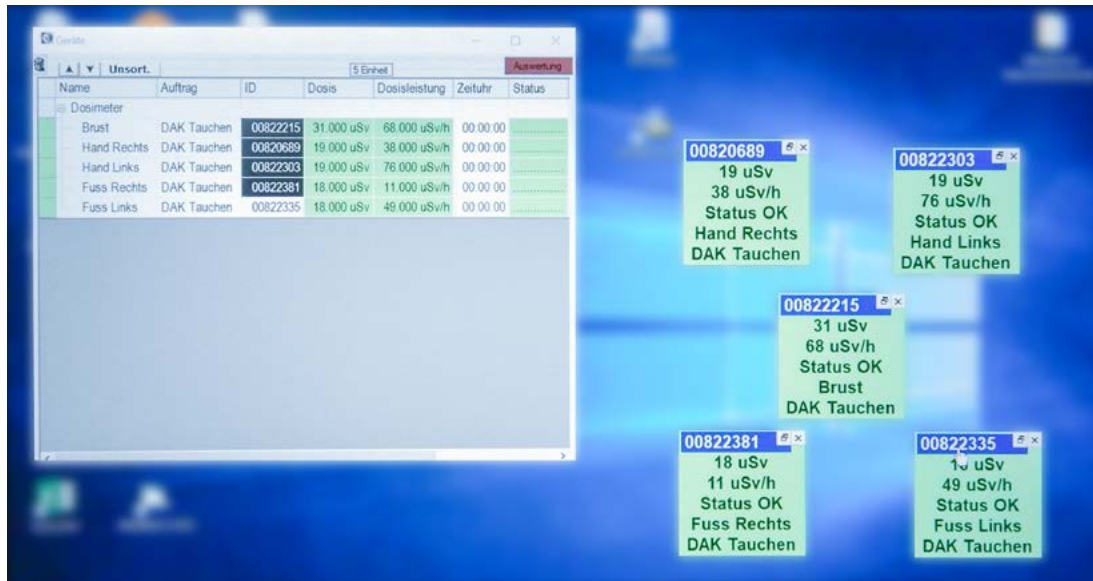 Geräte
Unsort.
5 Einheit
Auswertung
Name Auftrag ID Dosis Dosisleistung Zeituhr Status
Dosimeter
Brust DAK Tauchen 00822215 31.000 uSv 68.000 uSv/h 00:00:00
Hand Rechts DAK Tauchen 00820689 19.000 uSv 38.000 uSv/h 00:00:00
Hand Links DAK Tauchen 00822303 19.000 uSv 76.000 uSv/h 00:00:00
Fuss Rechts DAK Tauchen 00822381 18.000 uSv 11.000 uSv/h 00:00:00
Fuss Links DAK Tauchen 00822335 18.000 uSv 49.000 uSv/h 00:00:00
00820689
19 uSv
38 uSv/h
Status OK
Hand Rechts
DAK Tauchen
00822303
19 uSv
76 uSv/h
Status OK
Hand Links
DAK Tauchen
00822215
31 uSv
68 uSv/h
Status OK
Brust
DAK Tauchen
00822381
18 uSv
11 uSv/h
Status OK
Fuss Rechts
DAK Tauchen
00822335
18 uSv
49 uSv/h
Status OK
Fuss Links
DAK Tauchen